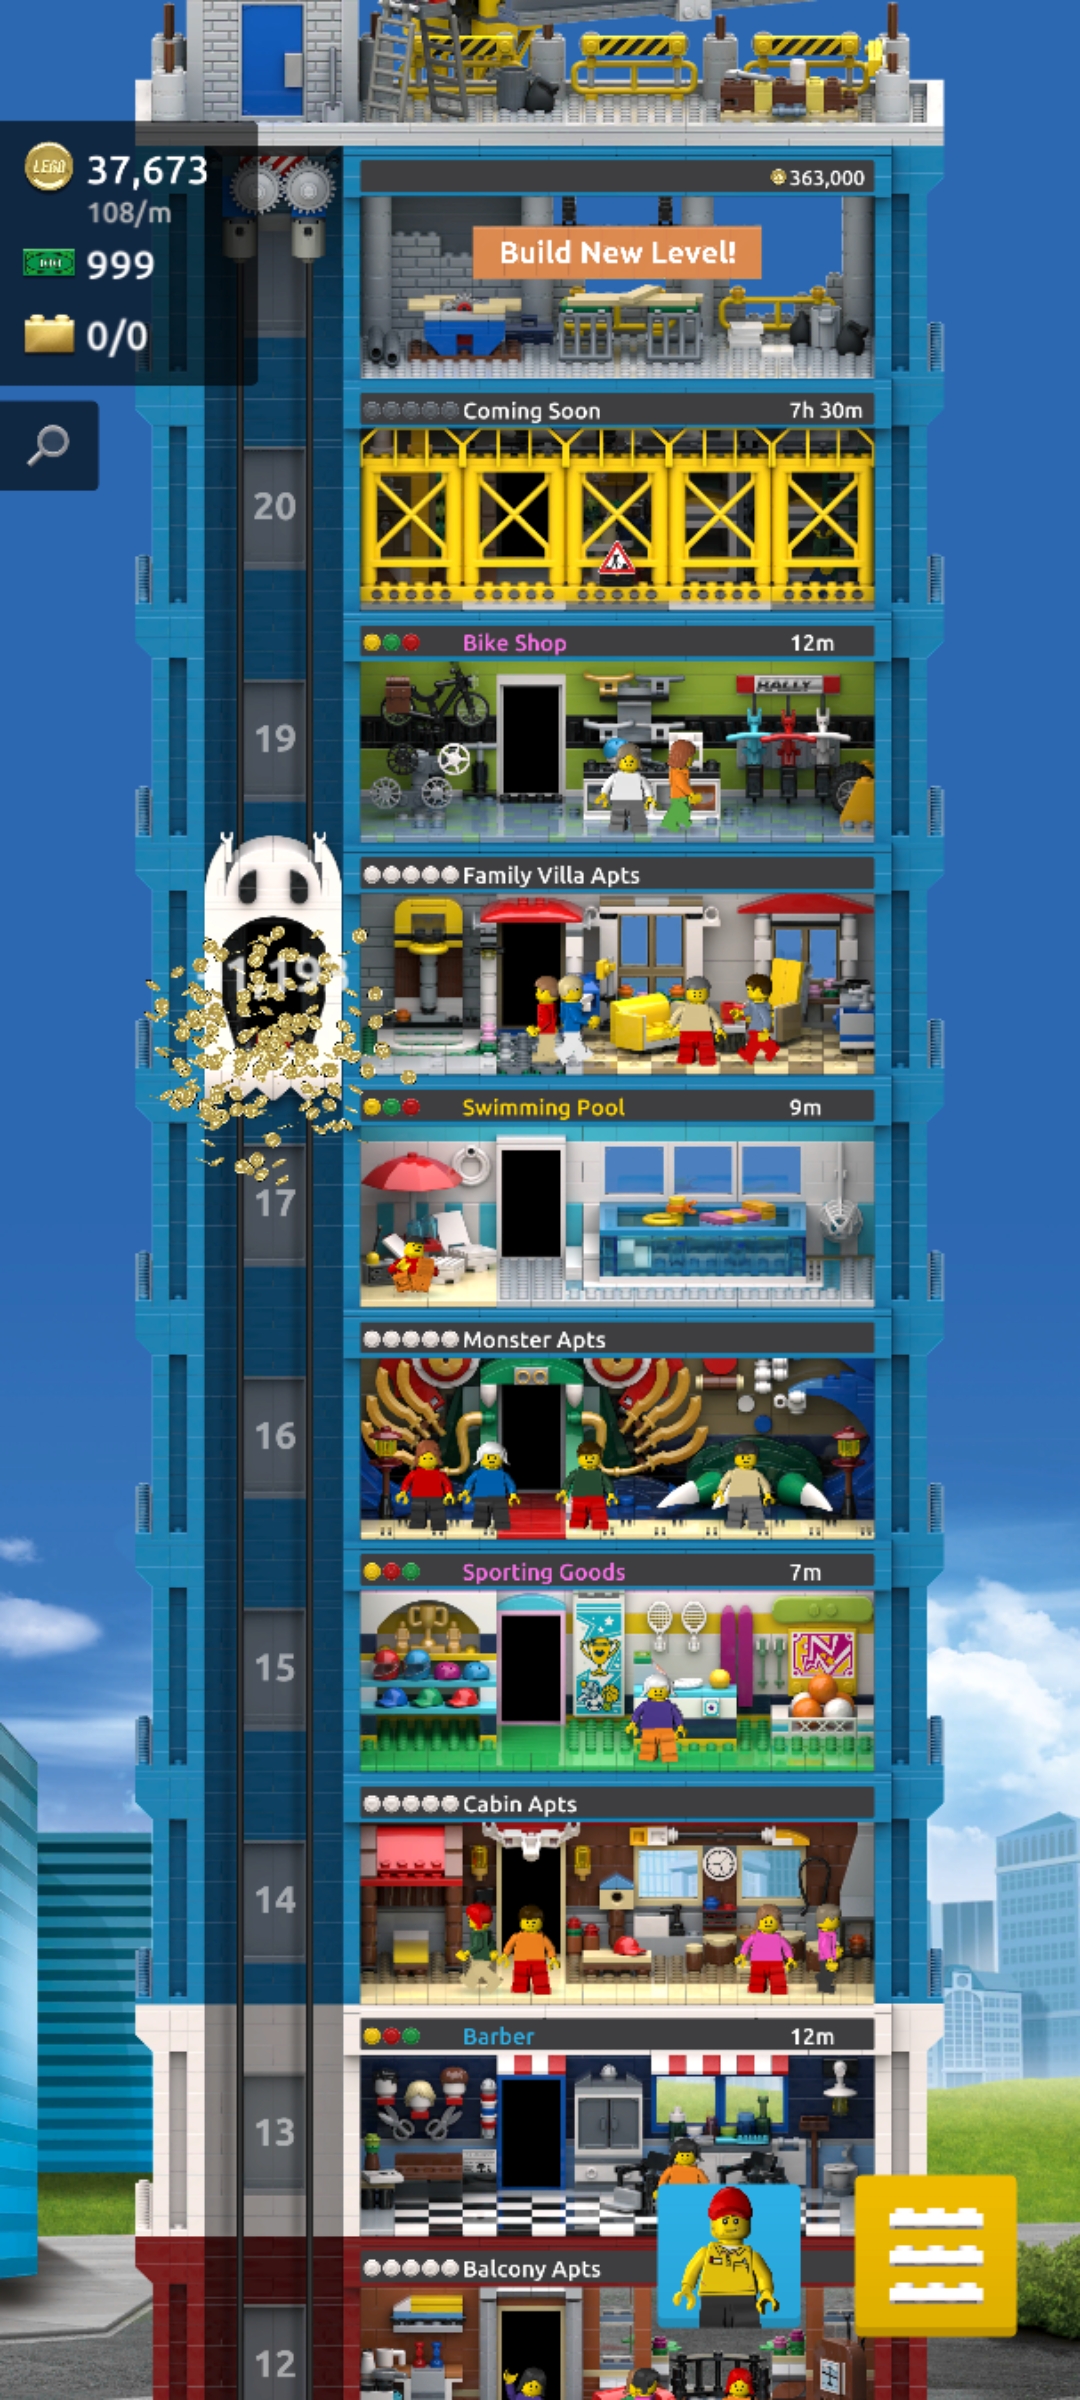 LEGO 37,673
108/m
999
0/0
363,000
Build New Level!
Coming Soon 7h 30m
20
Bike Shop 12m
RALLY
19
Family Villa Apts
1,193
Swimming Pool 9m
17
Monster Apts
16
Sporting Goods 7m
15
Cabin Apts
14
Barber 12m
13
Balcony Apts
12